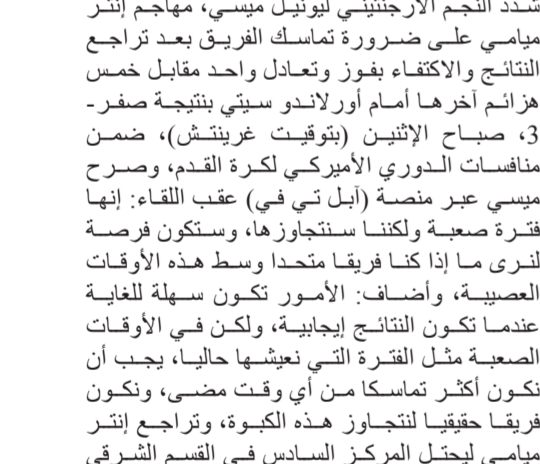 شدد النجم الأرجنتيني ليونيل ميسي، مهاجم إنتر
ميامي على ضرورة تماسك الفريق بعد تراجع
النتائج والاكتفاء بفوز وتعادل واحد مقابل خمس
هزائم آخرها أمام أورلاندو سيتي بنتيجة صفر-
3، صباح الإثنين (بتوقيت غرينتش)، ضمن
منافسات الدوري الأميركي لكرة القدم، وصرح
ميسي عبر منصة (آبل تي في) عقب اللقاء: إنها
فترة صعبة ولكننا سنتجاوزها، وستكون فرصة
لنرى ما إذا كنا فريقا متحدا وسط هذه الأوقات
العصيبة، وأضاف: الأمور تكون سهلة للغاية
عندما تكون النتائج إيجابية، ولكن في الأوقات
الصعبة مثل الفترة التي نعيشها حاليا، يجب أن
نكون أكثر تماسكا من أي وقت مضى، ونكون
فريقا حقيقيا لنتجاوز هذه الكبوة، وتراجع إنتر
ميامي ليحتل المركز السادس في القسم الشرقي